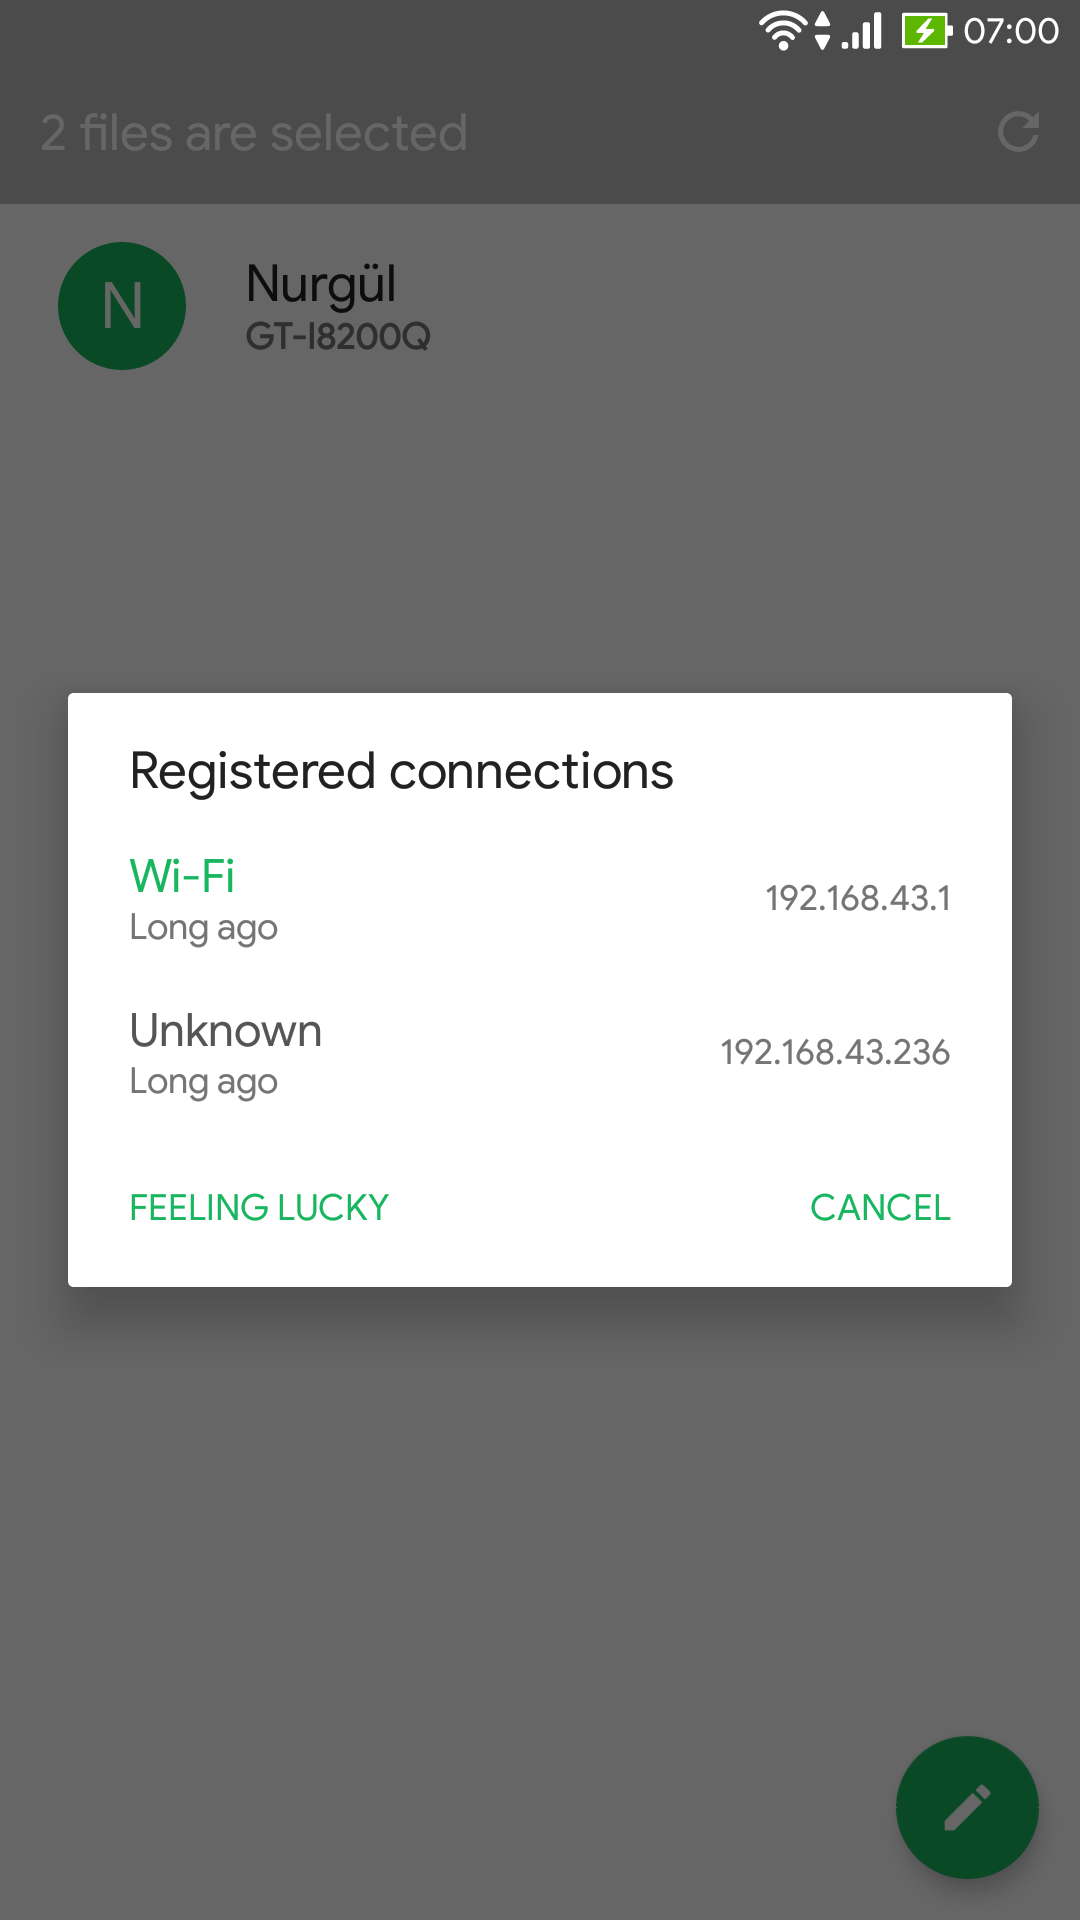 07:00
2 files are selected
N
Nurgül
GT-I8200Q
Registered connections
Wi-Fi
192.168.43.1
Long ago
Unknown
192.168.43.236
Long ago
FEELING LUCKY
CANCEL